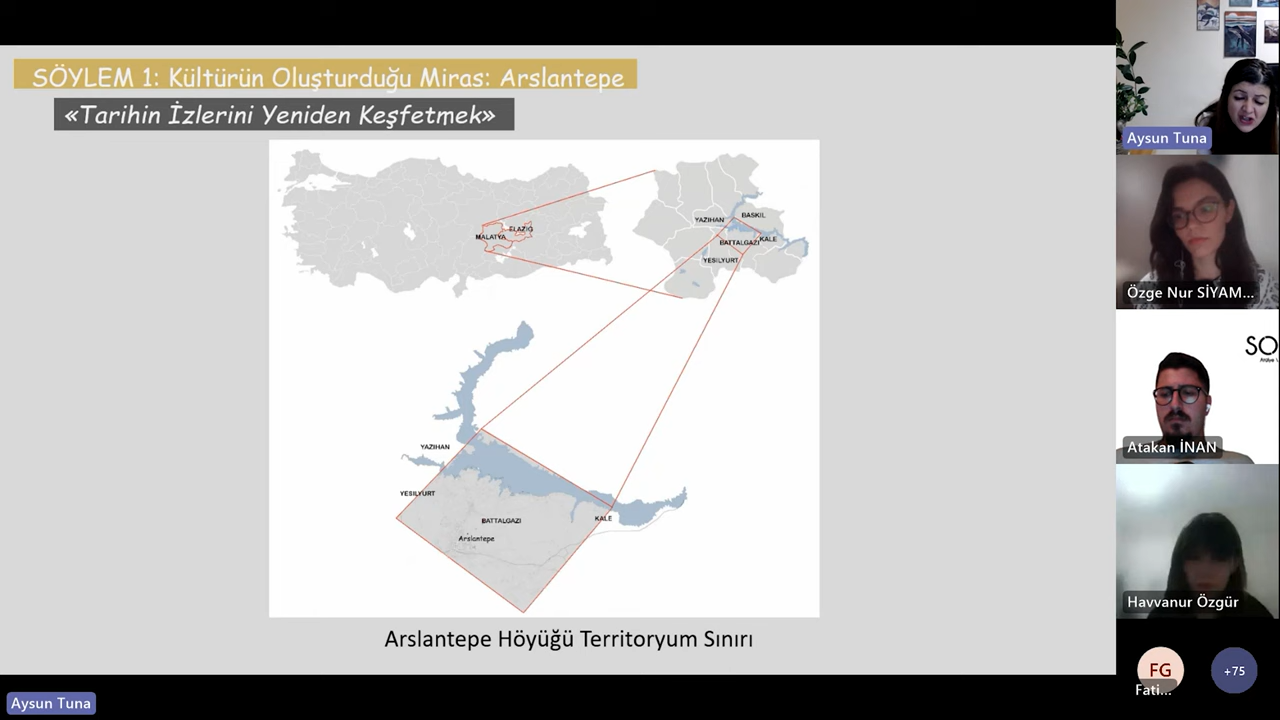 SÖYLEM 1: Kültürün Oluşturduğu Miras: Arslantepe
«Tarihin İzlerini Yeniden Keşfetmek»
ELAZIG
MALATYA
YAZIHAN
BASKIL
BATTALGAZI
KALE
YESILYURT
YAZIHAN
YESILYURT
BATTALGAZI
KALE
Arslantepe
Arslantepe Höyüğü Territoryum Sınırı
Aysun Tuna
Aysun Tuna
Özge Nur SİYAM...
SO
Atakan İNAN
Havvanur Özgür
FG
Fati...
+75